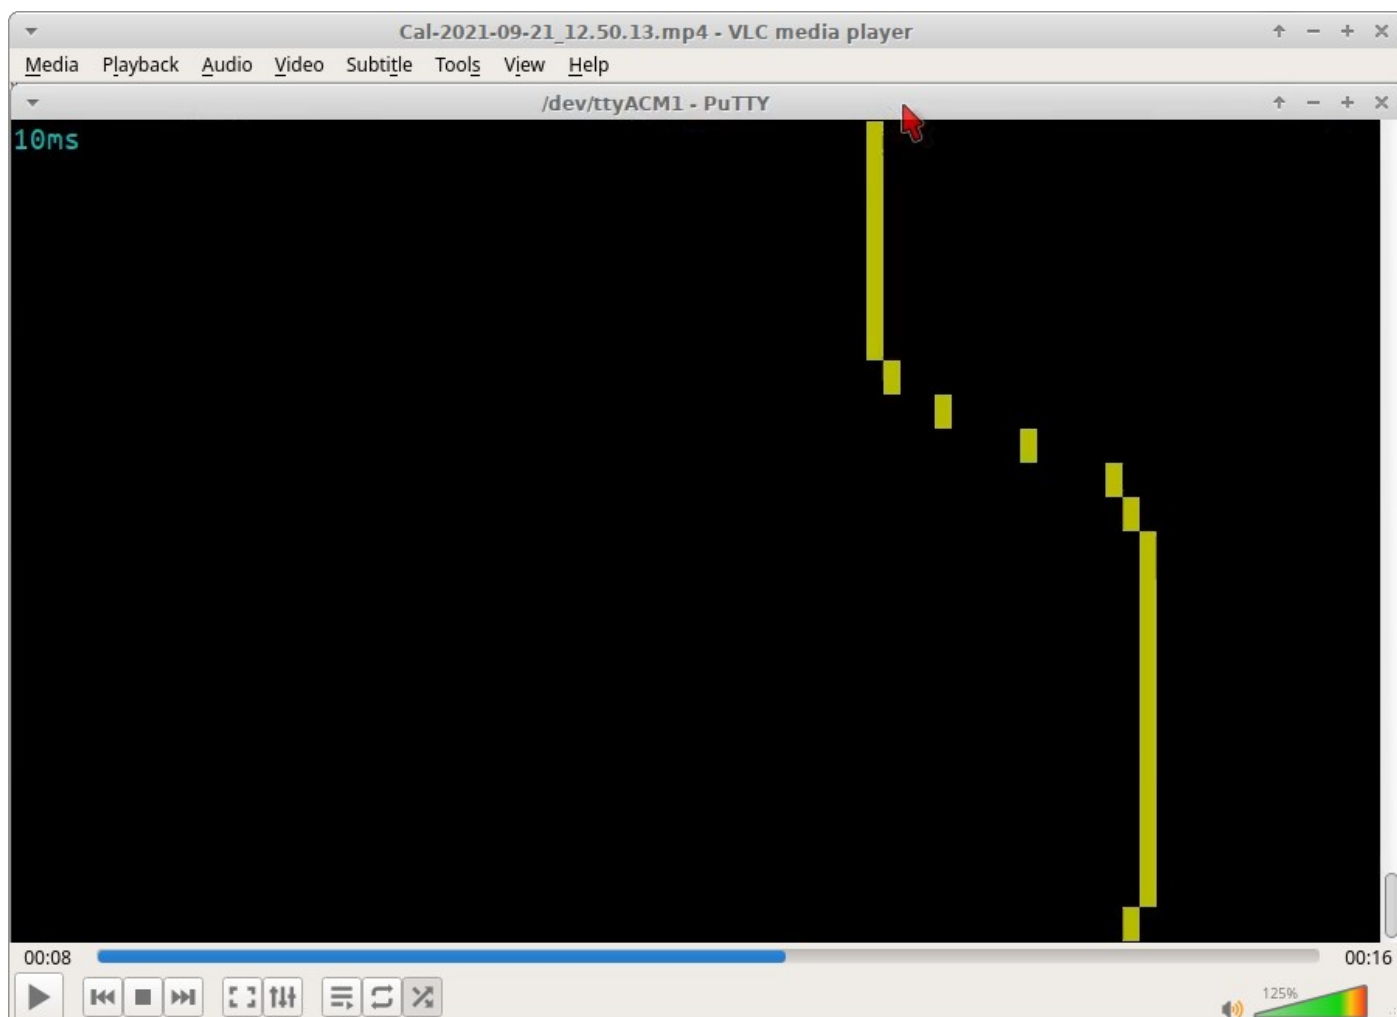 Cal-2021-09-21_12.50.13.mp4 - VLC media player
Media Playback Audio Video Subtitle Tools View Help
/dev/ttyACM1 - PuTTY
10ms
00:08 00:16
125%